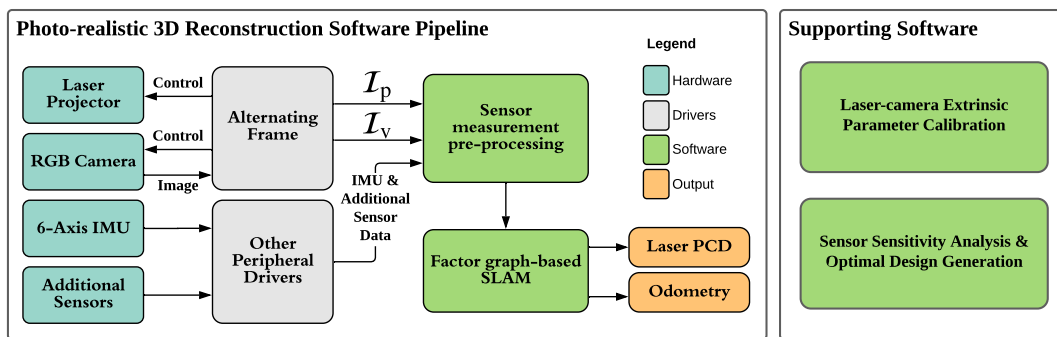 Photo-realistic 3D Reconstruction Software Pipeline
Laser
Projector
RGB Camera
6-Axis IMU
Additional
Sensors
Control
Control
Image
Alternating
Frame
Other
Peripheral
Drivers
𝓘p
𝓘v
IMU &
Additional
Sensor
Data
Sensor
measurement
pre-processing
Factor graph-based
SLAM
Legend
Hardware
Drivers
Software
Output
Laser PCD
Odometry
Supporting Software
Laser-camera Extrinsic
Parameter Calibration
Sensor Sensitivity Analysis &
Optimal Design Generation